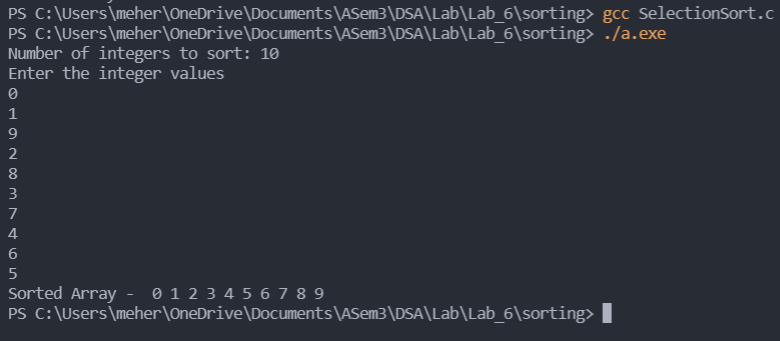 PS C:\Users\meher\OneDrive\Documents\ASem3\DSA\Lab\Lab_6\sorting> gcc SelectionSort.c
PS C:\Users\meher\OneDrive\Documents\ASem3\DSA\Lab\Lab_6\sorting> ./a.exe
Number of integers to sort: 10
Enter the integer values
0
1
9
2
8
3
7
4
6
5
Sorted Array -  0 1 2 3 4 5 6 7 8 9
PS C:\Users\meher\OneDrive\Documents\ASem3\DSA\Lab\Lab_6\sorting>